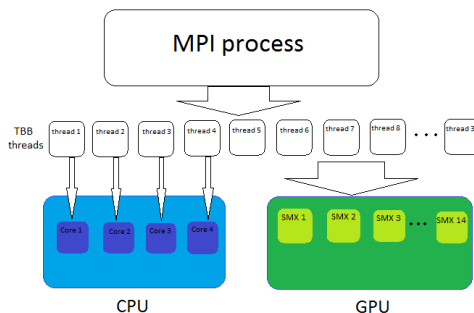 MPI process
TBB
threads
thread 1
thread 2
thread 3
thread 4
thread 5
thread 6
thread 7
thread 8
...
Core 1
Core 2
Core 3
Core 4
SMX 1
SMX 2
SMX 3
...
SMX 14
CPU
GPU